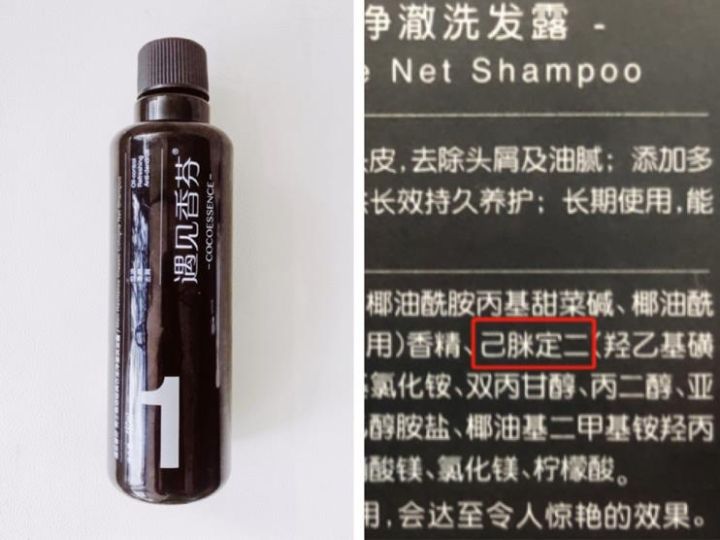 遇见香芬®
- COCOESSENCE -
Oil-control
Refreshing
Anti-dandruff
1
净澈洗发露 -
Net Shampoo
皮,去除头屑及油腻；添加多
长效持久养护；长期使用,能
椰油酰胺丙基甜菜碱、椰油酰
用)香精、己脒定二(羟乙基磺
氯化铵、双丙甘醇、丙二醇、亚
醇胺盐、椰油基二甲基铵羟丙
酸镁、氯化镁、柠檬酸。
用,会达至令人惊艳的效果。